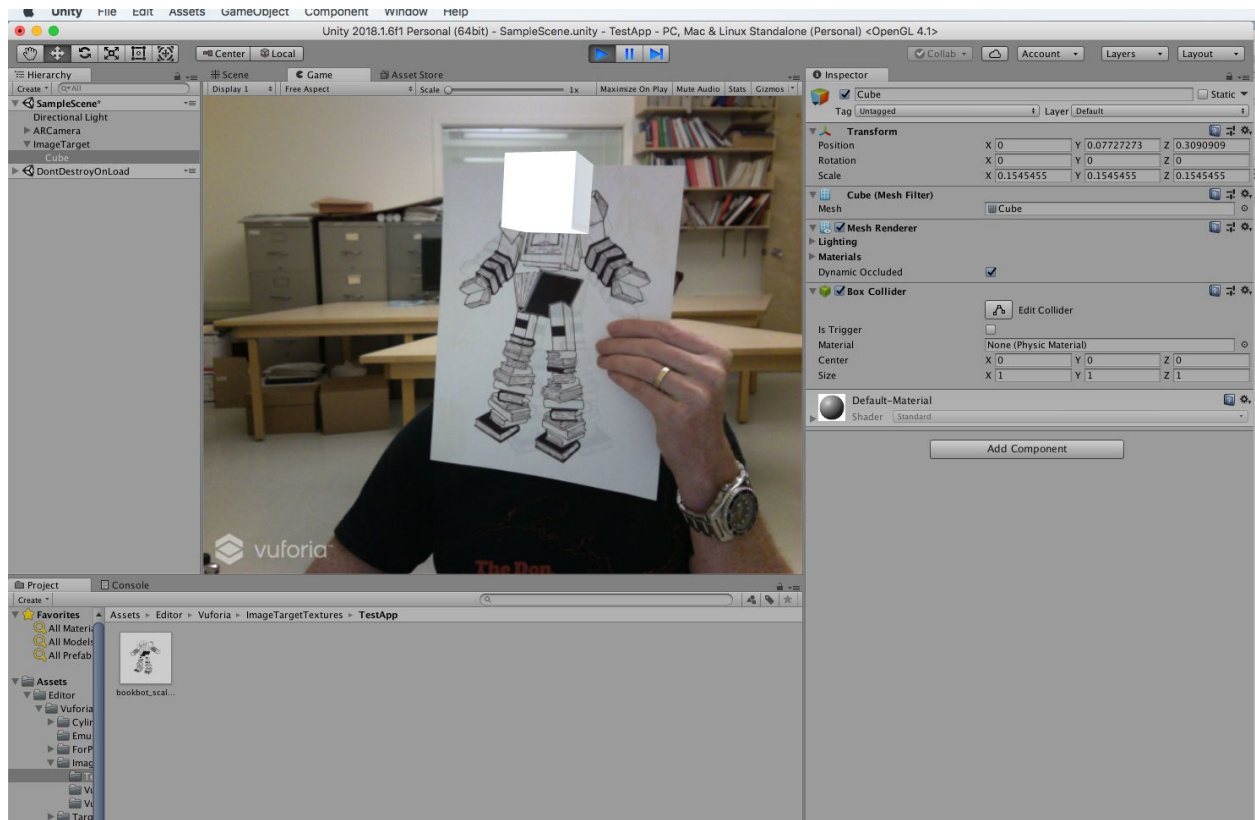 Unity File Edit Assets GameObject Component Window Help
Unity 2018.1.6f1 Personal (64bit) - SampleScene.unity - TestApp - PC, Mac & Linux Standalone (Personal) <OpenGL 4.1>
Center Local Collab Account Layers Layout
Hierarchy
Create All
SampleScene*
Directional Light
ARCamera
ImageTarget
Cube
DontDestroyOnLoad
Scene Game Asset Store
Display 1 Free Aspect Scale 1x Maximize On Play Mute Audio Stats Gizmos
vuforia
The Don
Inspector
Cube Static
Tag Untagged Layer Default
Transform
Position X 0 Y 0.07727273 Z 0.3090909
Rotation X 0 Y 0 Z 0
Scale X 0.1545455 Y 0.1545455 Z 0.1545455
Cube (Mesh Filter)
Mesh Cube
Mesh Renderer
Lighting
Materials
Dynamic Occluded
Box Collider
Edit Collider
Is Trigger
Material None (Physic Material)
Center X 0 Y 0 Z 0
Size X 1 Y 1 Z 1
Default-Material
Shader Standard
Add Component
Project Console
Create
Favorites
All Materia
All Models
All Prefab
Assets
Editor
Vuforia
Cylin
Emu
ForP
Imag
Te
Vu
Vu
Targ
Assets Editor Vuforia ImageTargetTextures TestApp
bookbot_scal...